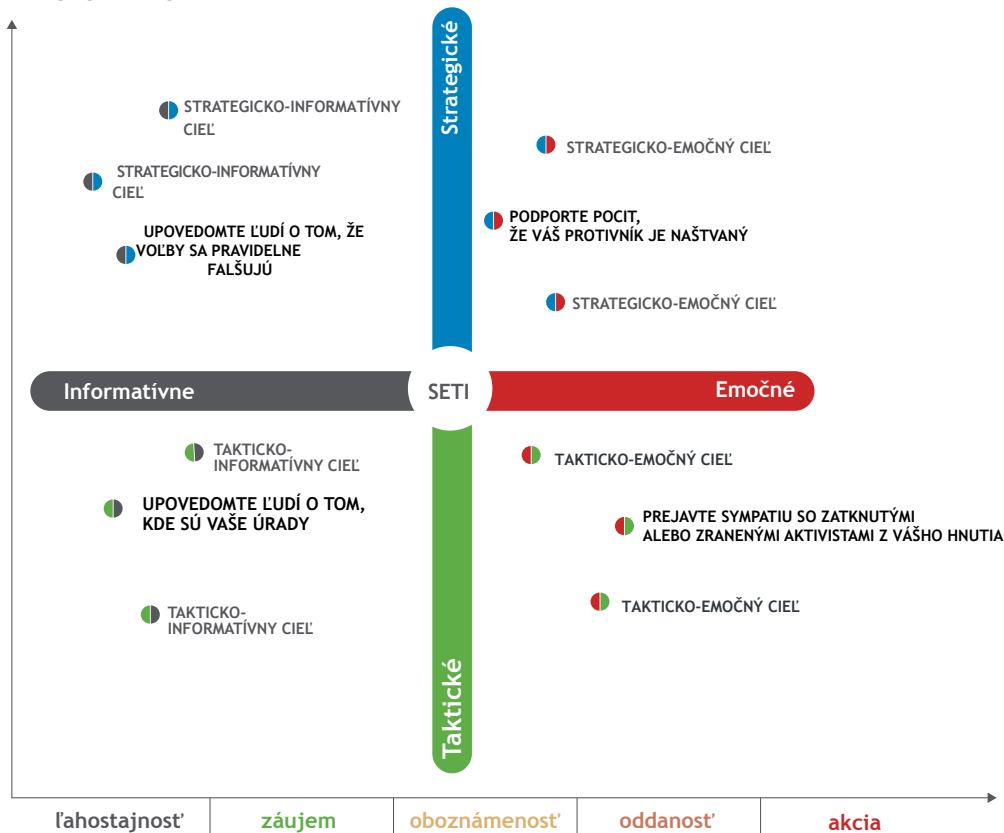 Strategické
STRATEGICKO-INFORMATÍVNY
CIEĽ
STRATEGICKO-INFORMATÍVNY
CIEĽ
UPOVEDOMTE ĽUDÍ O TOM, ŽE
VOĽBY SA PRAVIDELNE
FALŠUJÚ
STRATEGICKO-EMOČNÝ CIEĽ
PODPORTE POCIT,
ŽE VÁŠ PROTIVNÍK JE NAŠTVANÝ
STRATEGICKO-EMOČNÝ CIEĽ
Informatívne
SETI
Emočné
TAKTICKO-
INFORMATÍVNY CIEĽ
UPOVEDOMTE ĽUDÍ O TOM,
KDE SÚ VAŠE ÚRADY
TAKTICKO-
INFORMATÍVNY CIEĽ
TAKTICKO-EMOČNÝ CIEĽ
PREJAVTE SYMPATIU SO ZATKNUTÝMI
ALEBO ZRANENÝMI AKTIVISTAMI Z VÁŠHO HNUTIA
TAKTICKO-EMOČNÝ CIEĽ
Taktické
ľahostajnosť
záujem
oboznámenosť
oddanosť
akcia